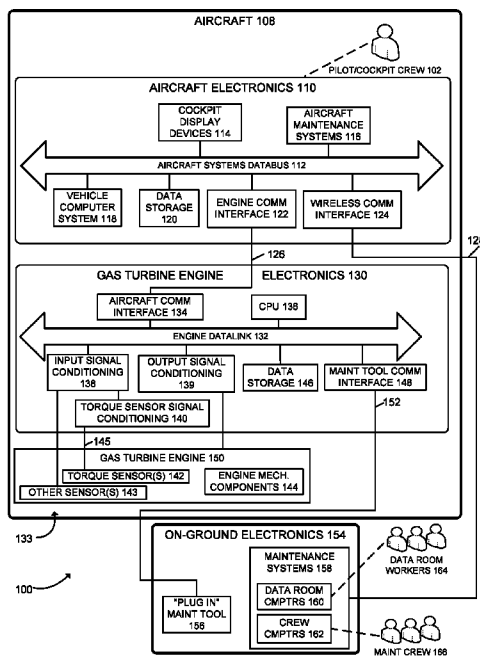 AIRCRAFT 108
PILOT/COCKPIT CREW 102
AIRCRAFT ELECTRONICS 110
COCKPIT
DISPLAY
DEVICES 114
AIRCRAFT
MAINTENANCE
SYSTEMS 116
AIRCRAFT SYSTEMS DATABUS 112
VEHICLE
COMPUTER
SYSTEM 118
DATA
STORAGE
120
ENGINE COMM
INTERFACE 122
WIRELESS COMM
INTERFACE 124
126
128
GAS TURBINE ENGINE ELECTRONICS 130
AIRCRAFT COMM
INTERFACE 134
CPU 136
ENGINE DATALINK 132
INPUT SIGNAL
CONDITIONING
138
OUTPUT SIGNAL
CONDITIONING
139
DATA
STORAGE 146
MAINT TOOL COMM
INTERFACE 148
TORQUE SENSOR SIGNAL
CONDITIONING 140
152
145
GAS TURBINE ENGINE 150
TORQUE SENSOR(S) 142
OTHER SENSOR(S) 143
ENGINE MECH.
COMPONENTS 144
133
100
ON-GROUND ELECTRONICS 154
MAINTENANCE
SYSTEMS 158
DATA ROOM
CMPTRS 160
CREW
CMPTRS 162
"PLUG IN"
MAINT TOOL
156
DATA ROOM
WORKERS 164
MAINT CREW 166